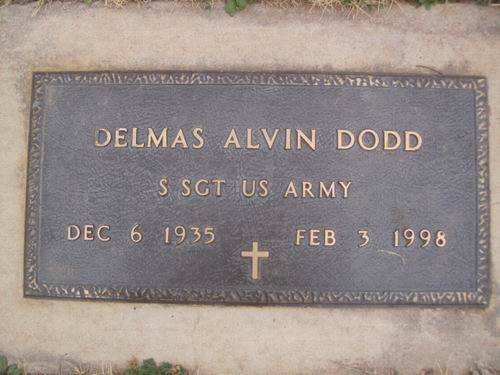 DELMAS ALVIN DODD
S SGT US ARMY
DEC 6 1935 FEB 3 1998